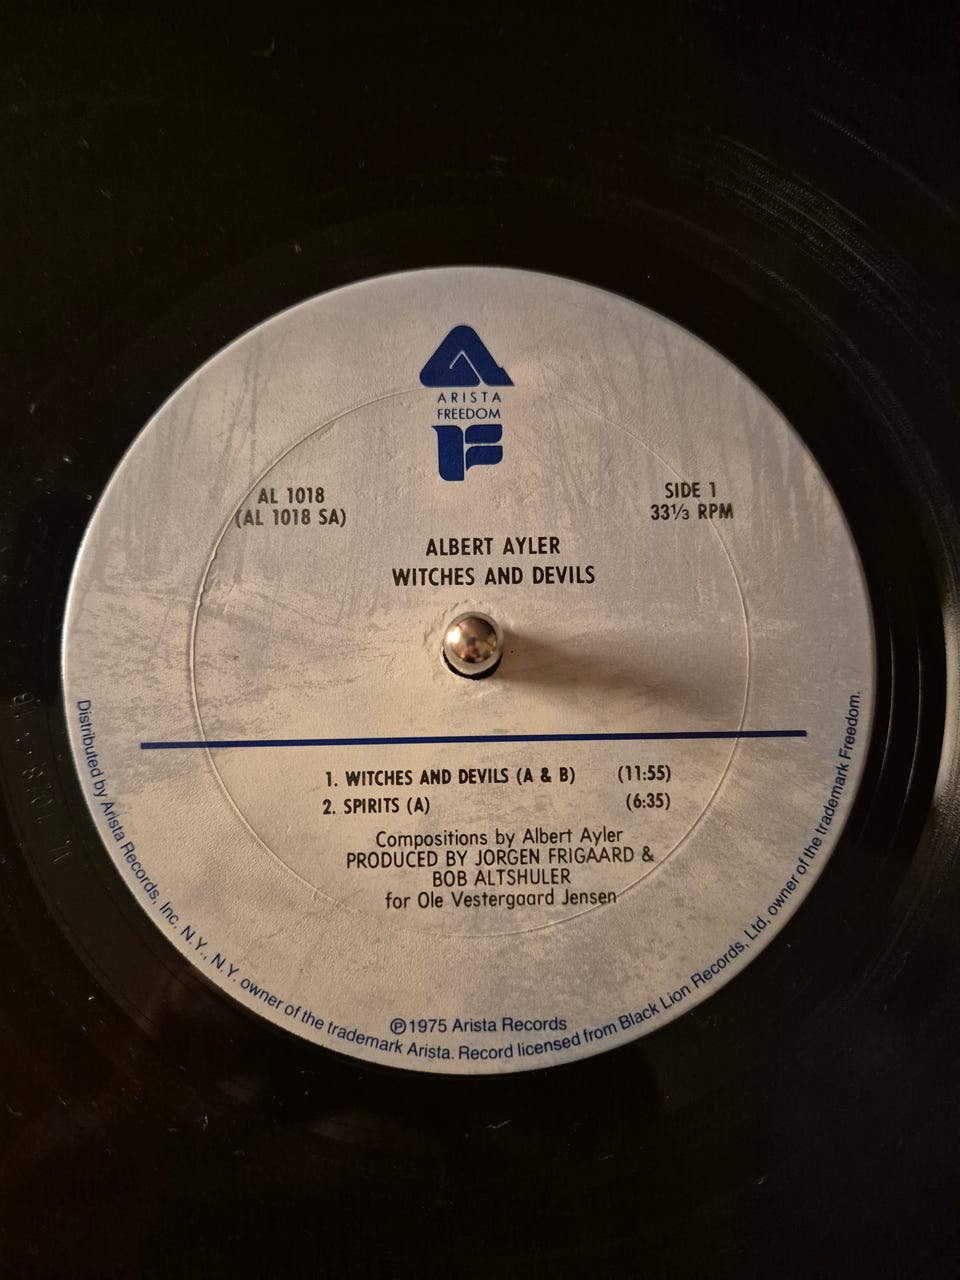 ARISTA
FREEDOM
AL 1018
(AL 1018 SA)
SIDE 1
33⅓ RPM
ALBERT AYLER
WITCHES AND DEVILS
1. WITCHES AND DEVILS (A & B) (11:55)
2. SPIRITS (A) (6:35)
Compositions by Albert Ayler
PRODUCED BY JORGEN FRIGAARD &
BOB ALTSHULER
for Ole Vestergaard Jensen
℗1975 Arista Records
Distributed by Arista Records, Inc. N.Y., N.Y. owner of the trademark Arista. Record licensed from Black Lion Records, Ltd, owner of the trademark Freedom.